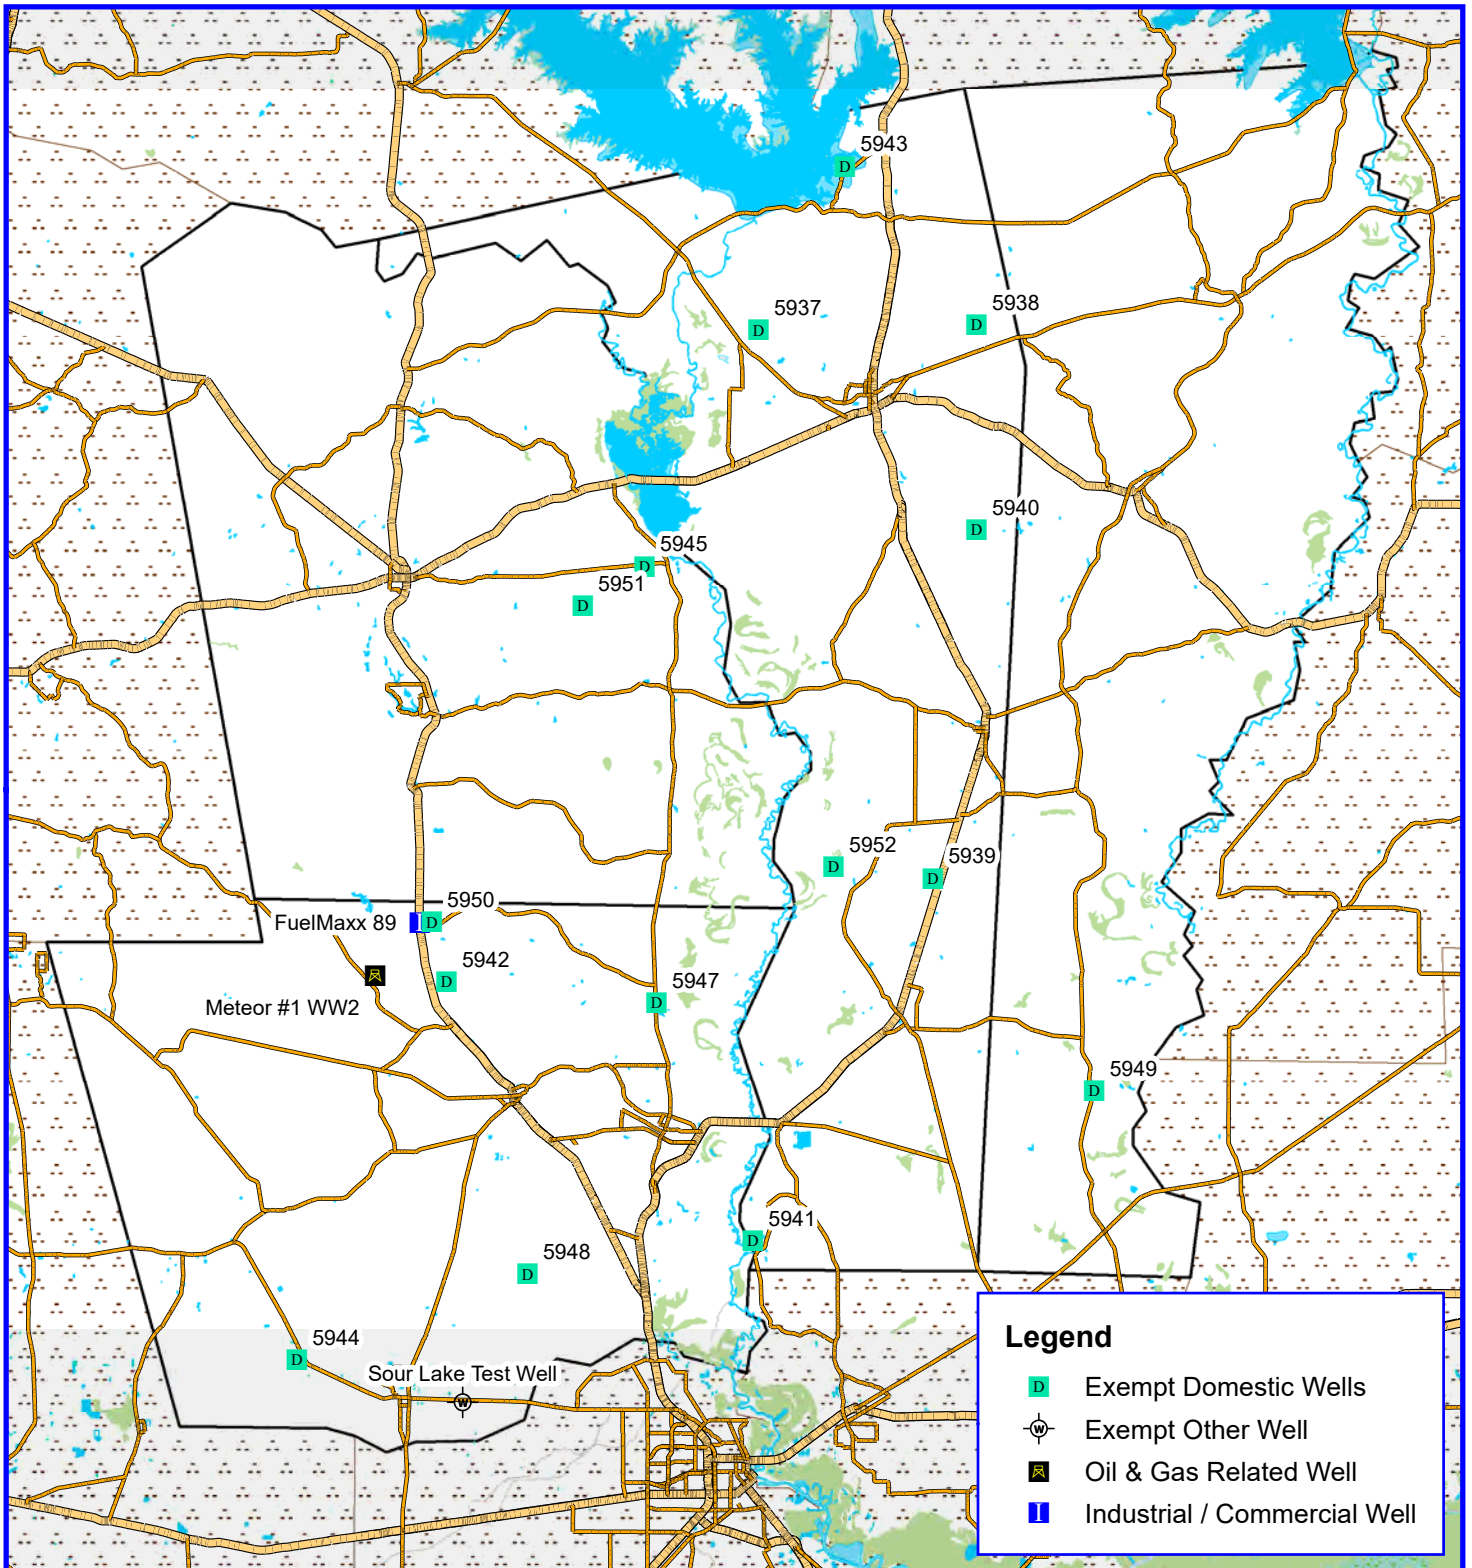 5943
5937
5938
5940
5945
5951
5952
5939
5950
FuelMaxx 89
5942
5947
Meteor #1 WW2
5949
5941
5948
5944
Sour Lake Test Well
Legend
D Exempt Domestic Wells
W Exempt Other Well
Oil & Gas Related Well
I Industrial / Commercial Well